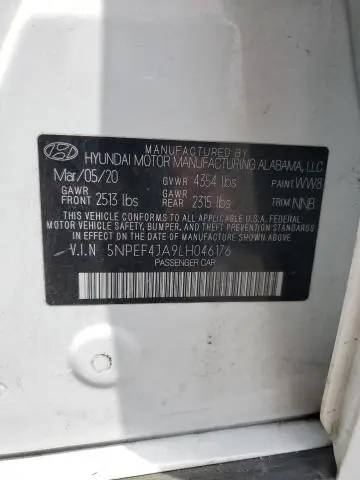 MANUFACTURED BY
HYUNDAI MOTOR MANUFACTURING ALABAMA, LLC
Mar/05/20 GVWR 4354 lbs PAINT WW8
GAWR FRONT 2513 lbs GAWR REAR 2315 lbs TRIM NNB
THIS VEHICLE CONFORMS TO ALL APPLICABLE U.S.A. FEDERAL
MOTOR VEHICLE SAFETY, BUMPER, AND THEFT PREVENTION STANDARDS
IN EFFECT ON THE DATE OF MANUFACTURE SHOWN ABOVE.
V.I.N 5NPEF4JA9LH046176
PASSENGER CAR